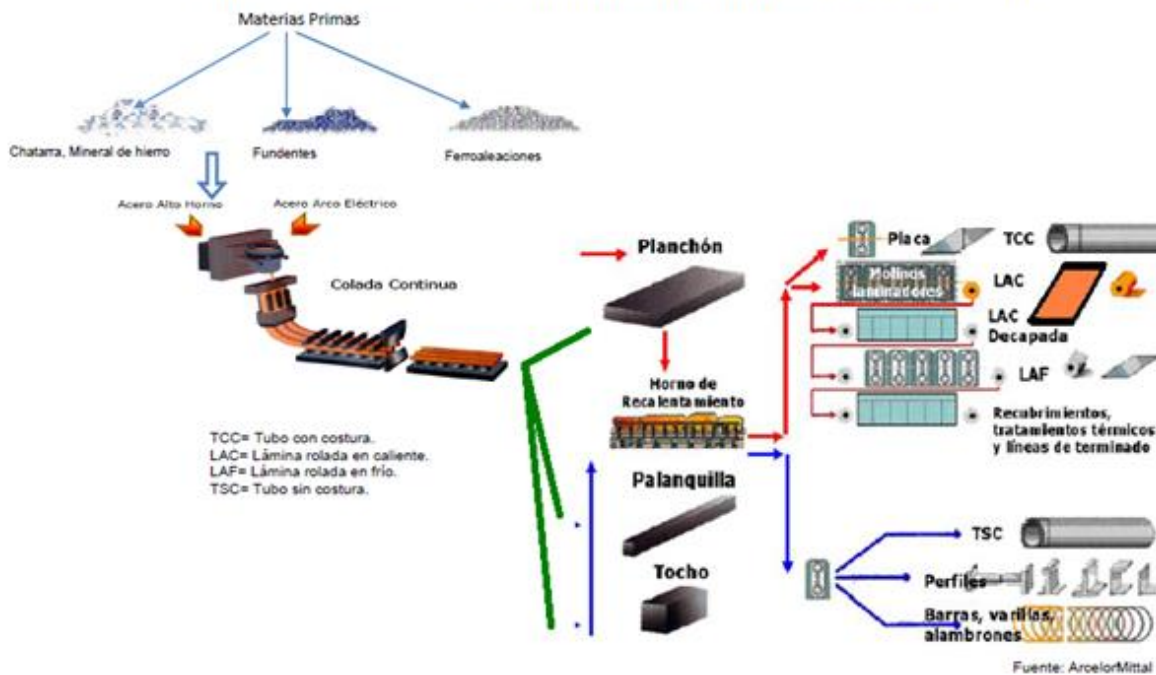 Materias Primas
Chatarra, Mineral de hierro
Fundentes
Ferroaleaciones
Acero Alto Horno
Acero Arco Eléctrico
Colada Continua
TCC= Tubo con costura.
LAC= Lámina rolada en caliente.
LAF= Lámina rolada en frío.
TSC= Tubo sin costura.
Planchón
Horno de
Recalentamiento
Palanquilla
Tocho
Placa
TCC
Molinos
laminadores
LAC
LAC
Decapada
LAF
Recubrimientos,
tratamientos térmicos
y líneas de terminado
TSC
Perfiles
Barras, varillas,
alambrones
Fuente: ArcelorMittal